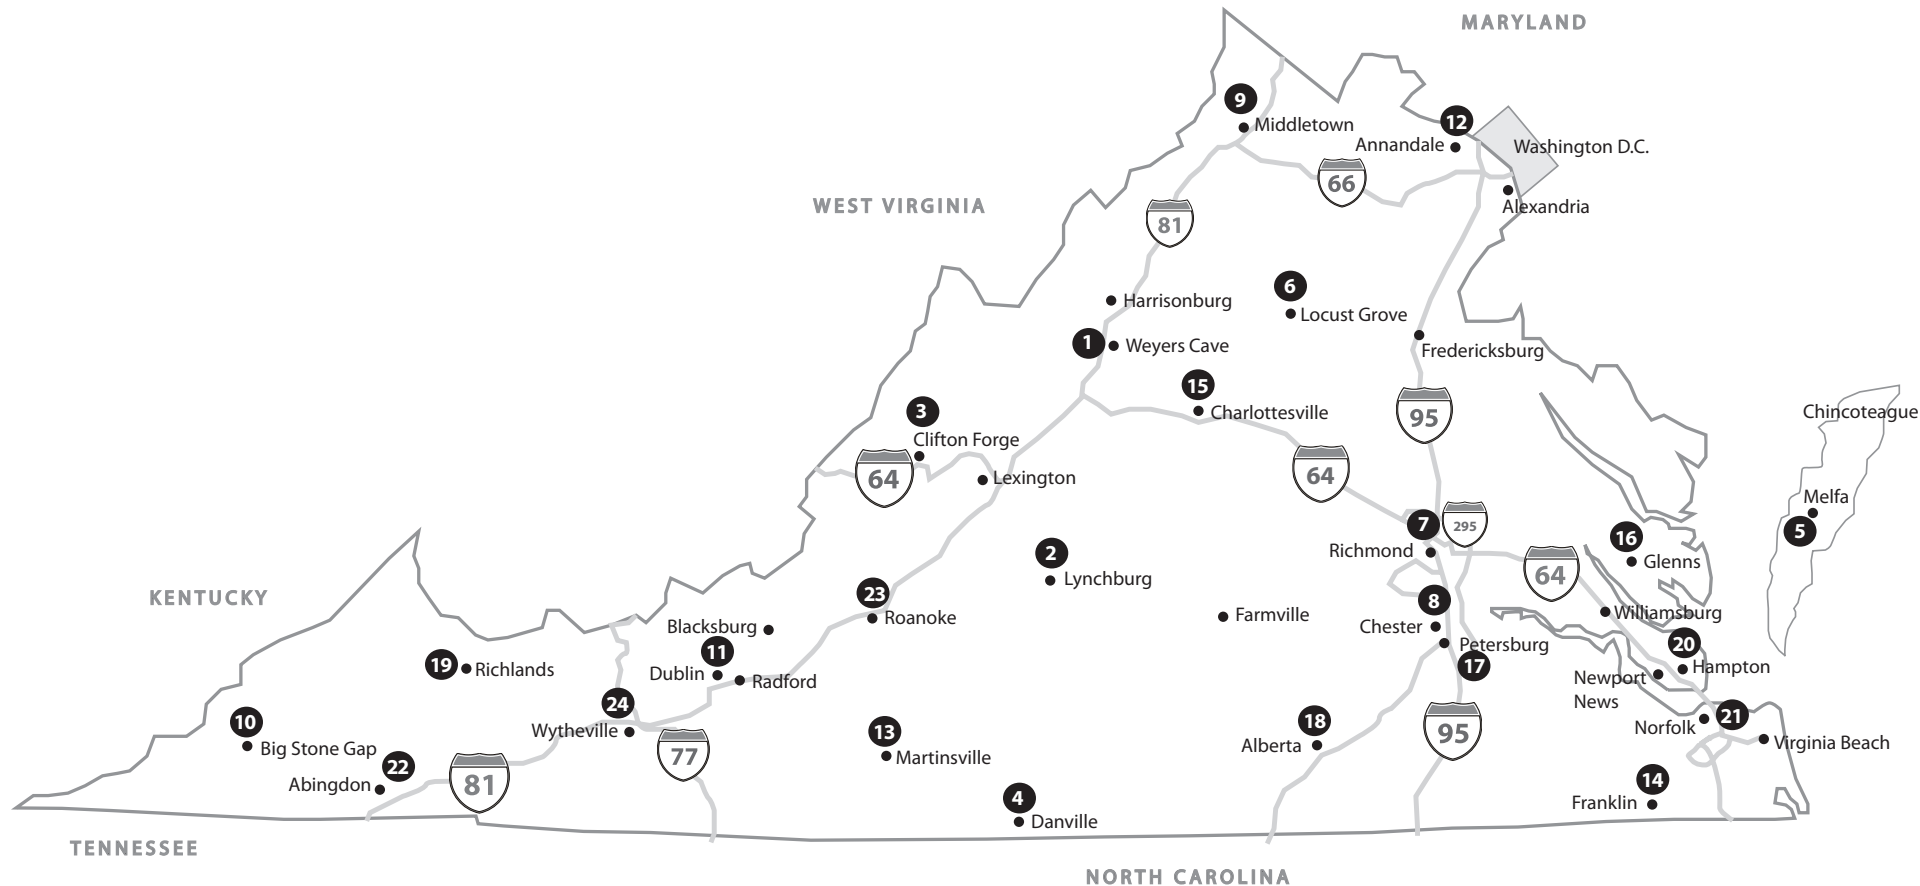 MARYLAND
9
Middletown
12
Annandale
Washington D.C.
66
Alexandria
WEST VIRGINIA
81
6
Harrisonburg
Locust Grove
1
Weyers Cave
Fredericksburg
15
Charlottesville
95
Chincoteague
3
Clifton Forge
64
Lexington
64
Melfa
5
7
295
Richmond
16
Glenns
2
Lynchburg
64
KENTUCKY
23
Roanoke
8
Chester
Farmville
Williamsburg
Blacksburg
11
Dublin
Radford
Petersburg
17
20
Hampton
19
Richlands
Newport
News
24
Wytheville
10
Big Stone Gap
22
Abingdon
81
77
13
Martinsville
18
Alberta
95
21
Norfolk
Virginia Beach
4
Danville
14
Franklin
TENNESSEE
NORTH CAROLINA